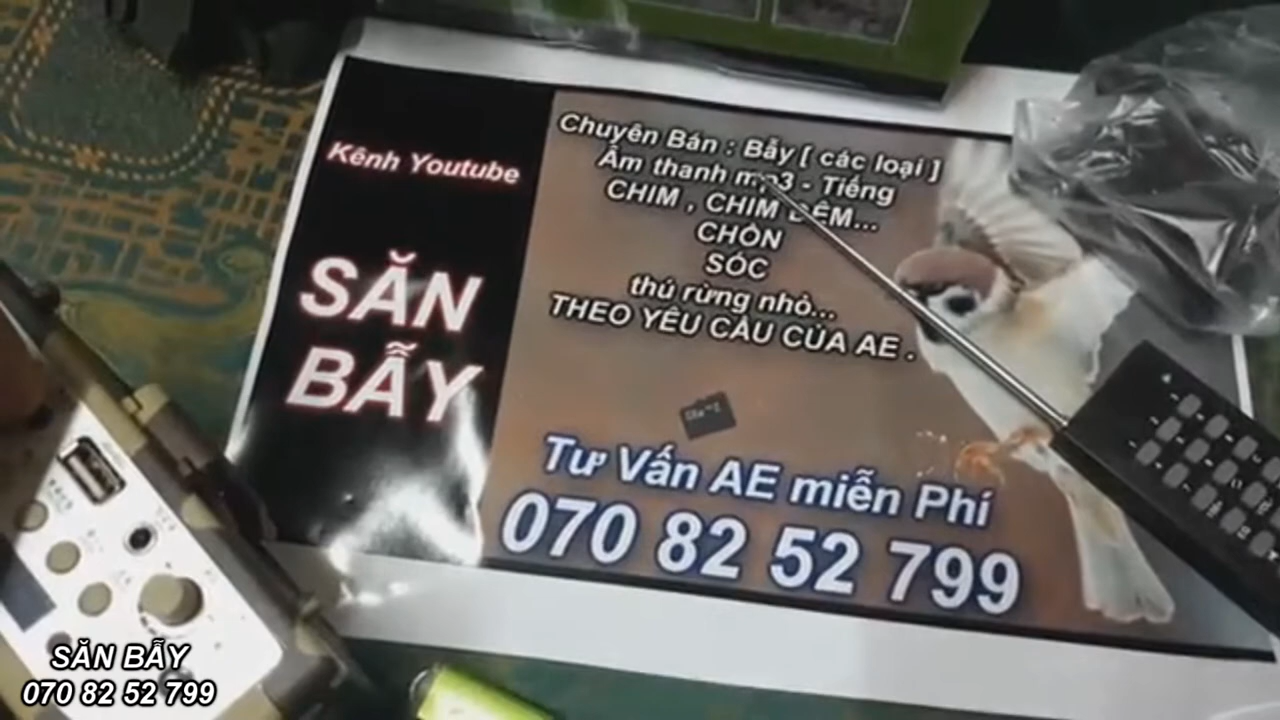 Kênh Youtube
SĂN
BẪY
Chuyên Bán : Bẫy [ các loại ]
Âm thanh mp3 - Tiếng
CHIM , CHIM ĐÊM...
CHỒN
SÓC
thú rừng nhỏ...
THEO YÊU CẦU CỦA AE .
Tư Vấn AE miễn Phí
070 82 52 799
SĂN BẪY
070 82 52 799